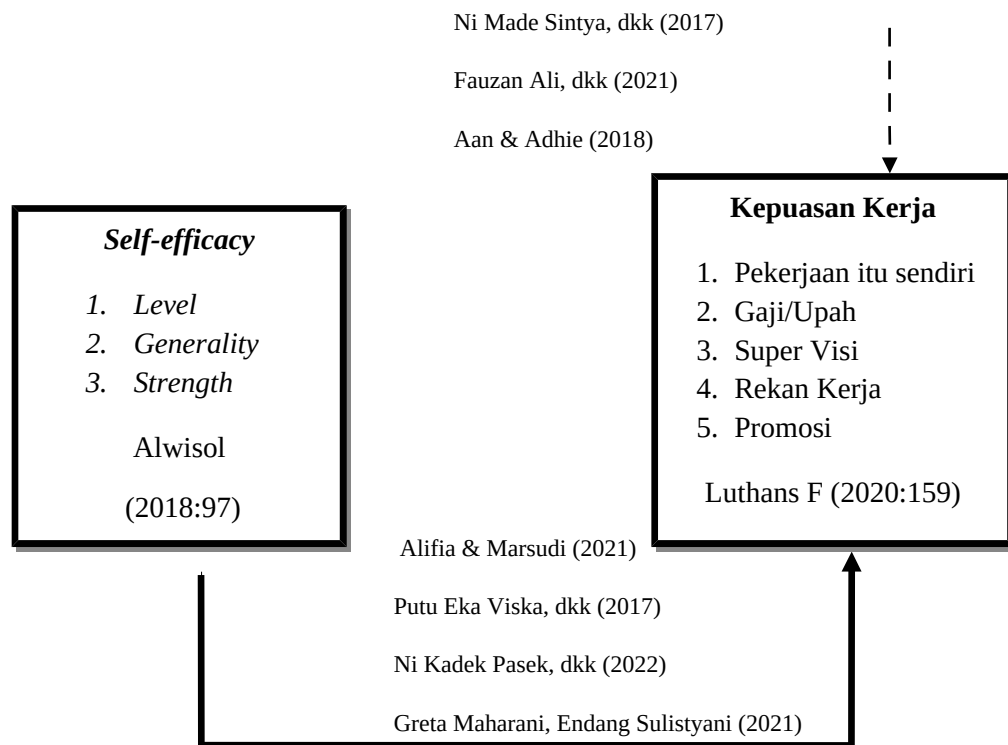 Ni Made Sintya, dkk (2017)
Fauzan Ali, dkk (2021)
Aan & Adhie (2018)
Self-efficacy
1. Level
2. Generality
3. Strength
Alwisol
(2018:97)
Kepuasan Kerja
1. Pekerjaan itu sendiri
2. Gaji/Upah
3. Super Visi
4. Rekan Kerja
5. Promosi
Luthans F (2020:159)
Alifia & Marsudi (2021)
Putu Eka Viska, dkk (2017)
Ni Kadek Pasek, dkk (2022)
Greta Maharani, Endang Sulistyani (2021)